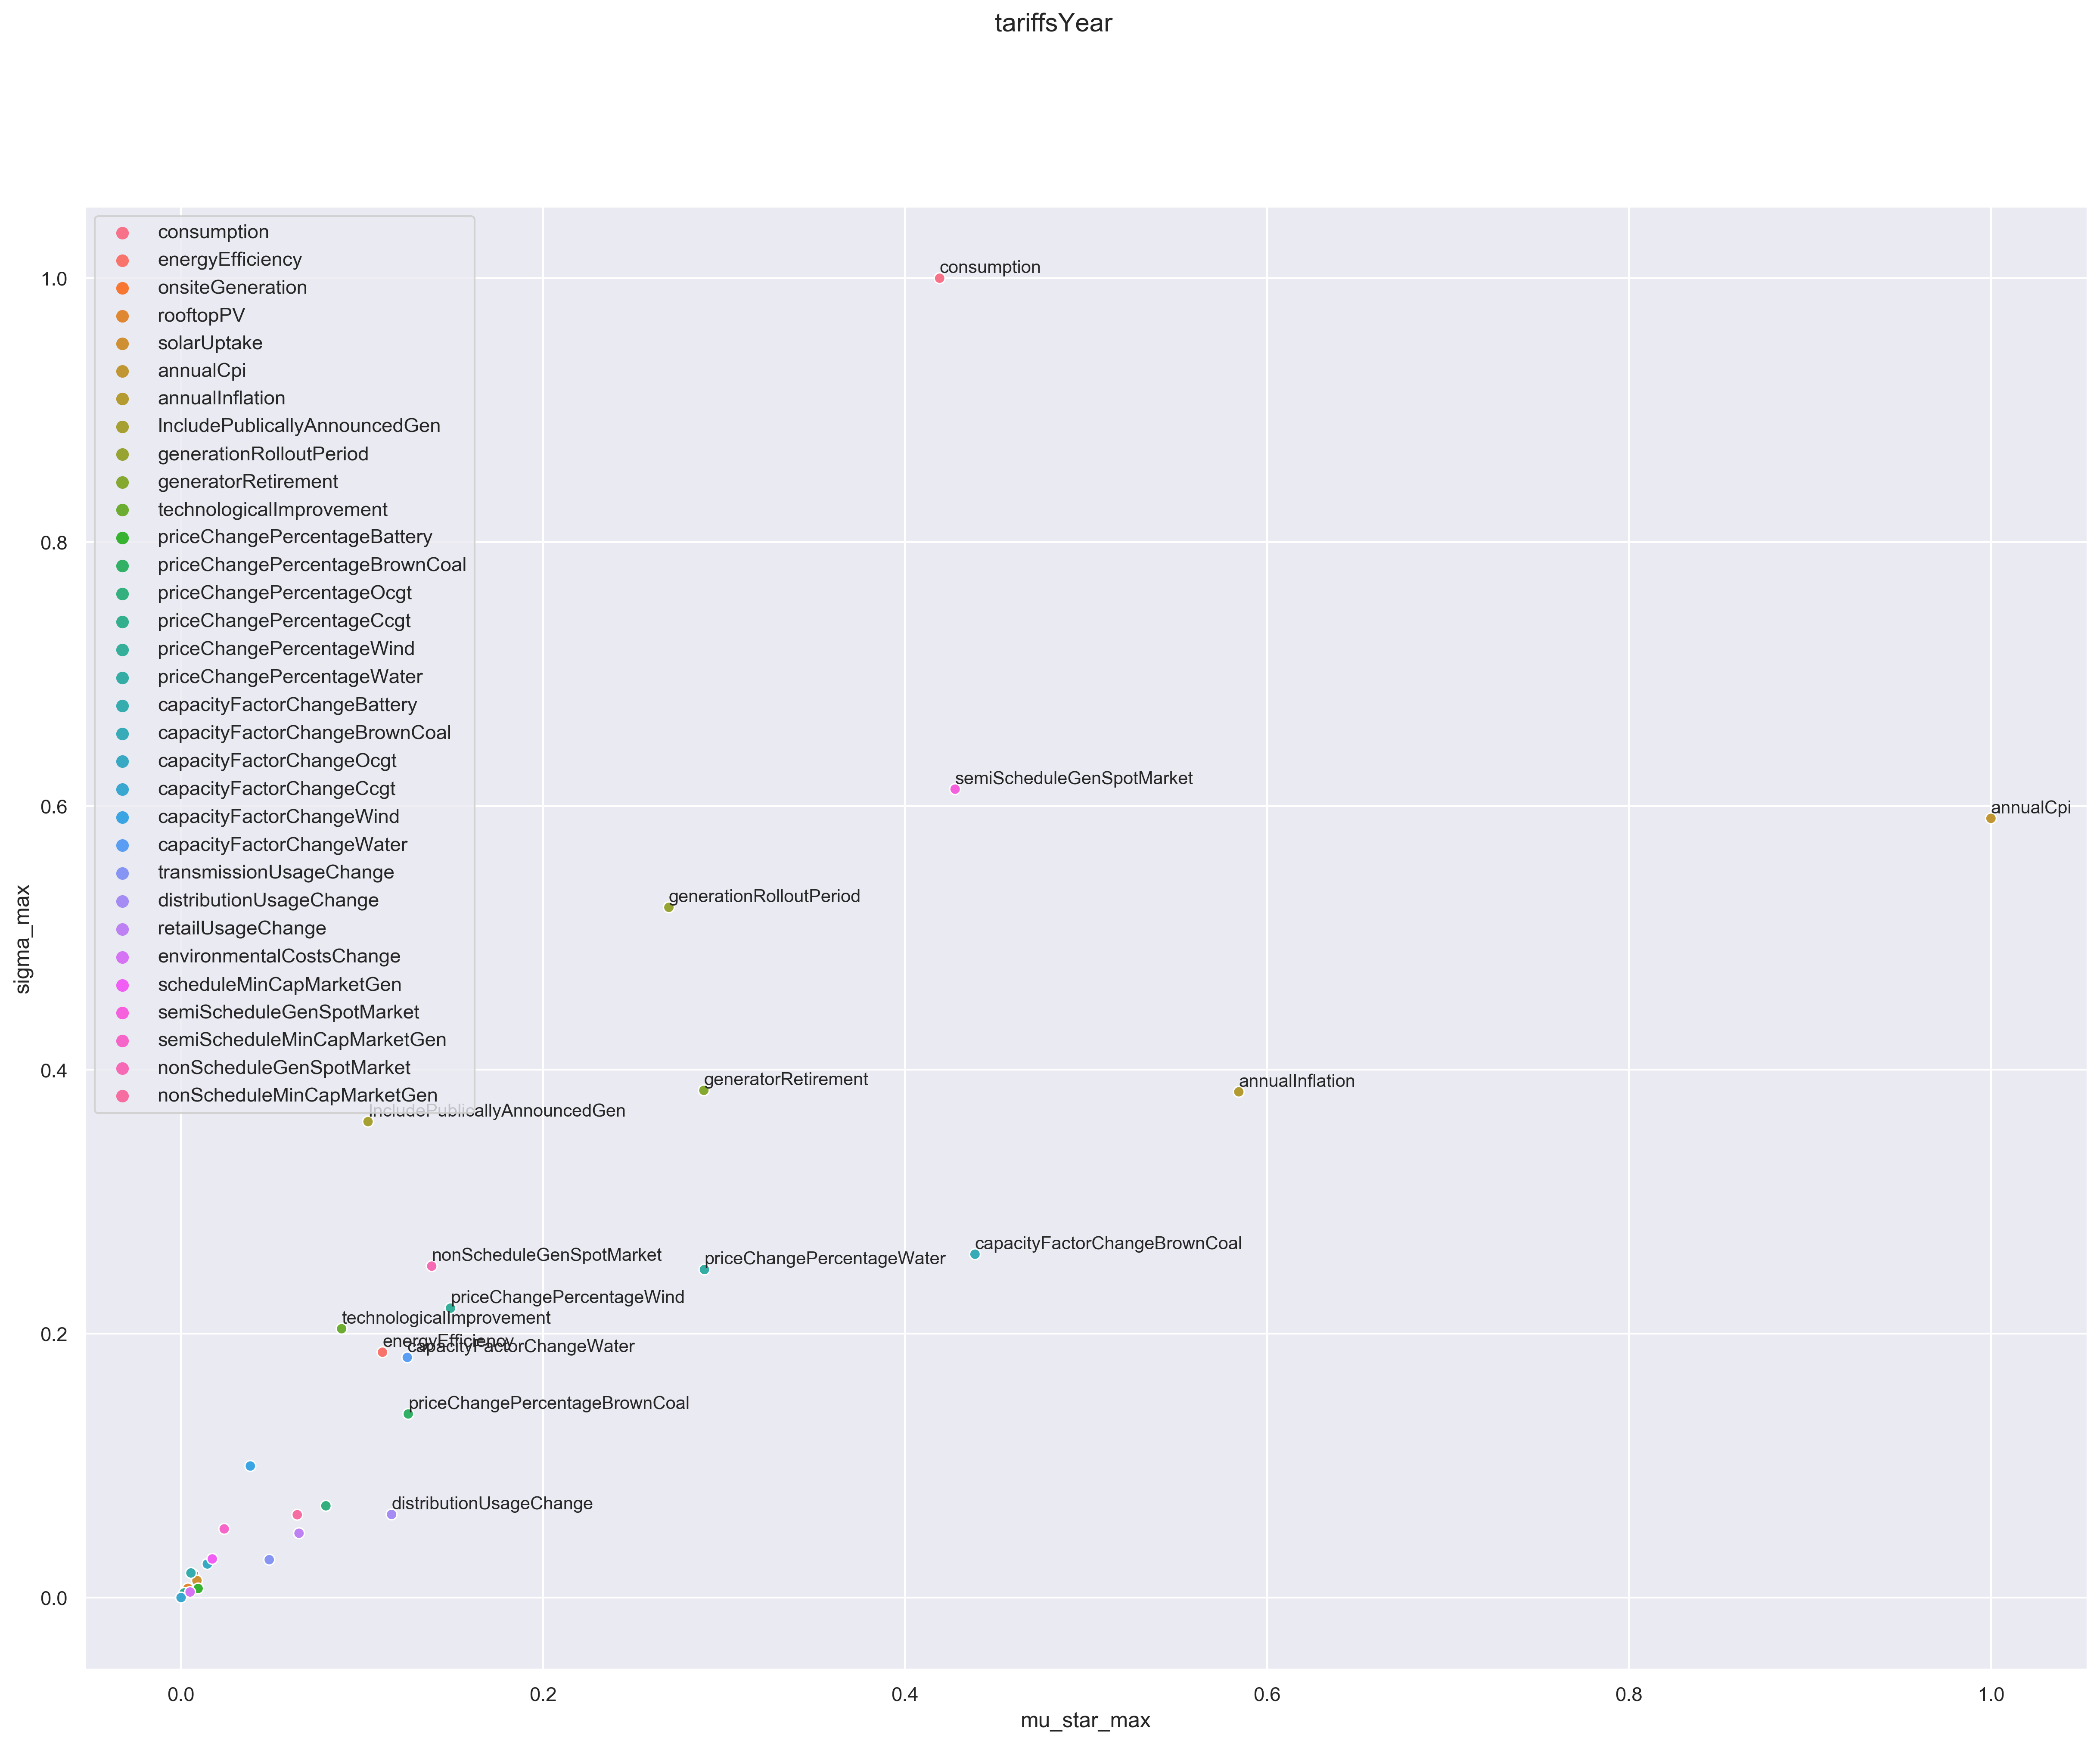 tariffsYear
consumption
energyEfficiency
onsiteGeneration
rooftopPV
solarUptake
annualCpi
annualInflation
IncludePublicallyAnnouncedGen
generationRolloutPeriod
generatorRetirement
technologicalImprovement
priceChangePercentageBattery
priceChangePercentageBrownCoal
priceChangePercentageOcgt
priceChangePercentageCcgt
priceChangePercentageWind
priceChangePercentageWater
capacityFactorChangeBattery
capacityFactorChangeBrownCoal
capacityFactorChangeOcgt
capacityFactorChangeCcgt
capacityFactorChangeWind
capacityFactorChangeWater
transmissionUsageChange
distributionUsageChange
retailUsageChange
environmentalCostsChange
scheduleMinCapMarketGen
semiScheduleGenSpotMarket
semiScheduleMinCapMarketGen
nonScheduleGenSpotMarket
nonScheduleMinCapMarketGen
consumption
semiScheduleGenSpotMarket
annualCpi
generationRolloutPeriod
generatorRetirement
annualInflation
IncludePublicallyAnnouncedGen
capacityFactorChangeBrownCoal
nonScheduleGenSpotMarket
priceChangePercentageWater
priceChangePercentageWind
technologicalImprovement
energyEfficiency
capacityFactorChangeWater
priceChangePercentageBrownCoal
distributionUsageChange
1.0
0.8
0.6
0.4
0.2
0.0
sigma_max
0.0
0.2
0.4
0.6
0.8
1.0
mu_star_max